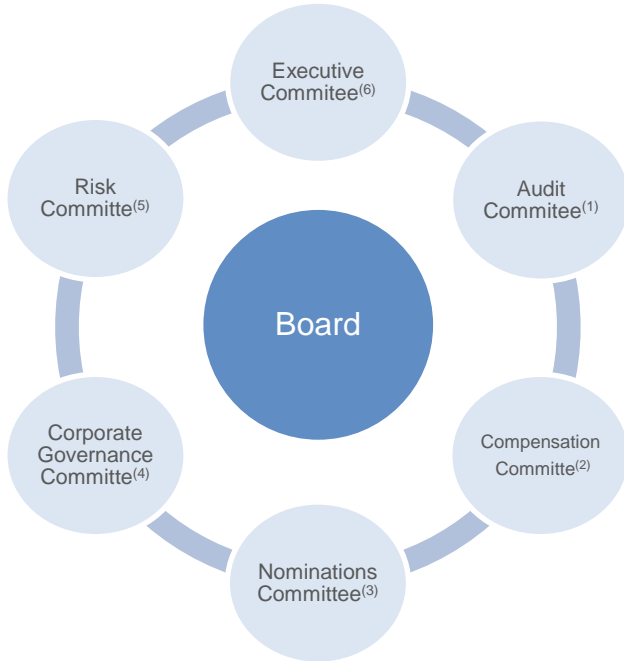 Executive
Commitee(6)
Risk
Committe(5)
Audit
Commitee(1)
Board
Corporate
Governance
Committe(4)
Compensation
Committe(2)
Nominations
Committee(3)